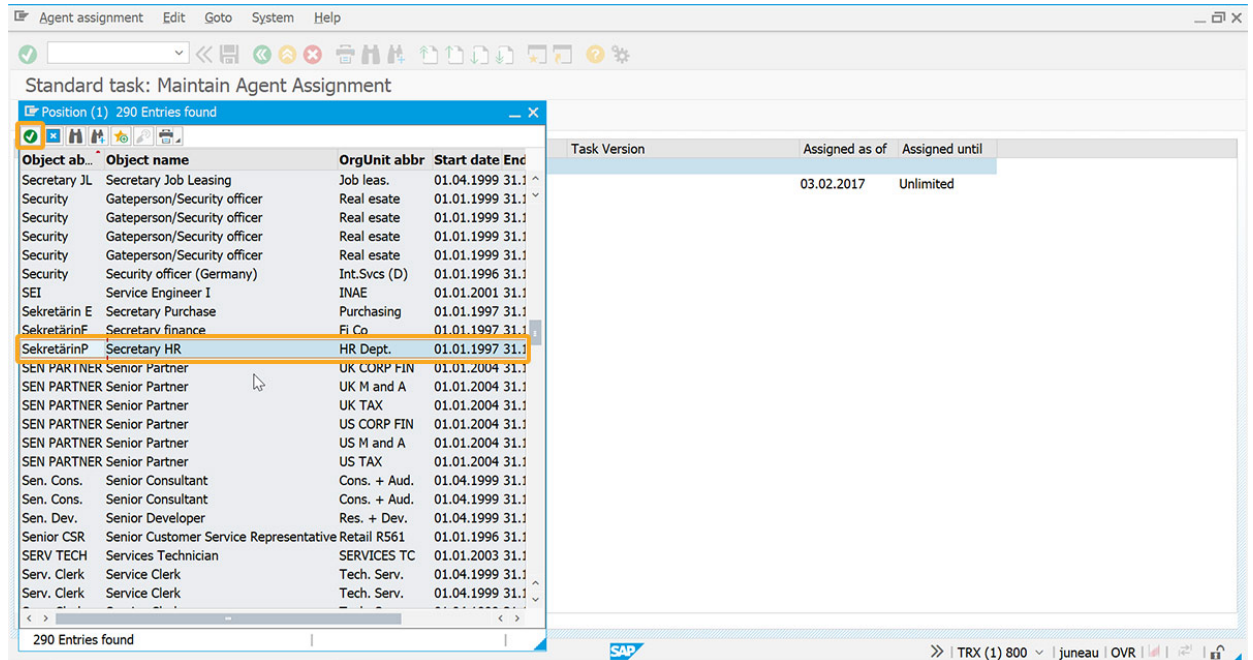 Agent assignment Edit Goto System Help
Standard task: Maintain Agent Assignment
Position (1) 290 Entries found
Object ab... Object name OrgUnit abbr Start date End
Secretary JL Secretary Job Leasing Job leas. 01.04.1999 31.1
Security Gateperson/Security officer Real esate 01.01.1999 31.1
Security Gateperson/Security officer Real esate 01.01.1999 31.1
Security Gateperson/Security officer Real esate 01.01.1999 31.1
Security Gateperson/Security officer Real esate 01.01.1999 31.1
Security Security officer (Germany) Int.Svcs (D) 01.01.1996 31.1
SEI Service Engineer I INAE 01.01.2001 31.1
Sekretärin E Secretary Purchase Purchasing 01.01.1997 31.1
SekretärinF Secretary finance Fi Co 01.01.1997 31.1
SekretärinP Secretary HR HR Dept. 01.01.1997 31.1
SEN PARTNER Senior Partner UK CORP FIN 01.01.2004 31.1
SEN PARTNER Senior Partner UK M and A 01.01.2004 31.1
SEN PARTNER Senior Partner UK TAX 01.01.2004 31.1
SEN PARTNER Senior Partner US CORP FIN 01.01.2004 31.1
SEN PARTNER Senior Partner US M and A 01.01.2004 31.1
SEN PARTNER Senior Partner US TAX 01.01.2004 31.1
Sen. Cons. Senior Consultant Cons. + Aud. 01.04.1999 31.1
Sen. Cons. Senior Consultant Cons. + Aud. 01.04.1999 31.1
Sen. Dev. Senior Developer Res. + Dev. 01.04.1999 31.1
Senior CSR Senior Customer Service Representative Retail R561 01.01.1996 31.1
SERV TECH Services Technician SERVICES TC 01.01.2003 31.1
Serv. Clerk Service Clerk Tech. Serv. 01.04.1999 31.1
Serv. Clerk Service Clerk Tech. Serv. 01.04.1999 31.1
290 Entries found
Task Version Assigned as of Assigned until
03.02.2017 Unlimited
SAP
TRX (1) 800 juneau OVR